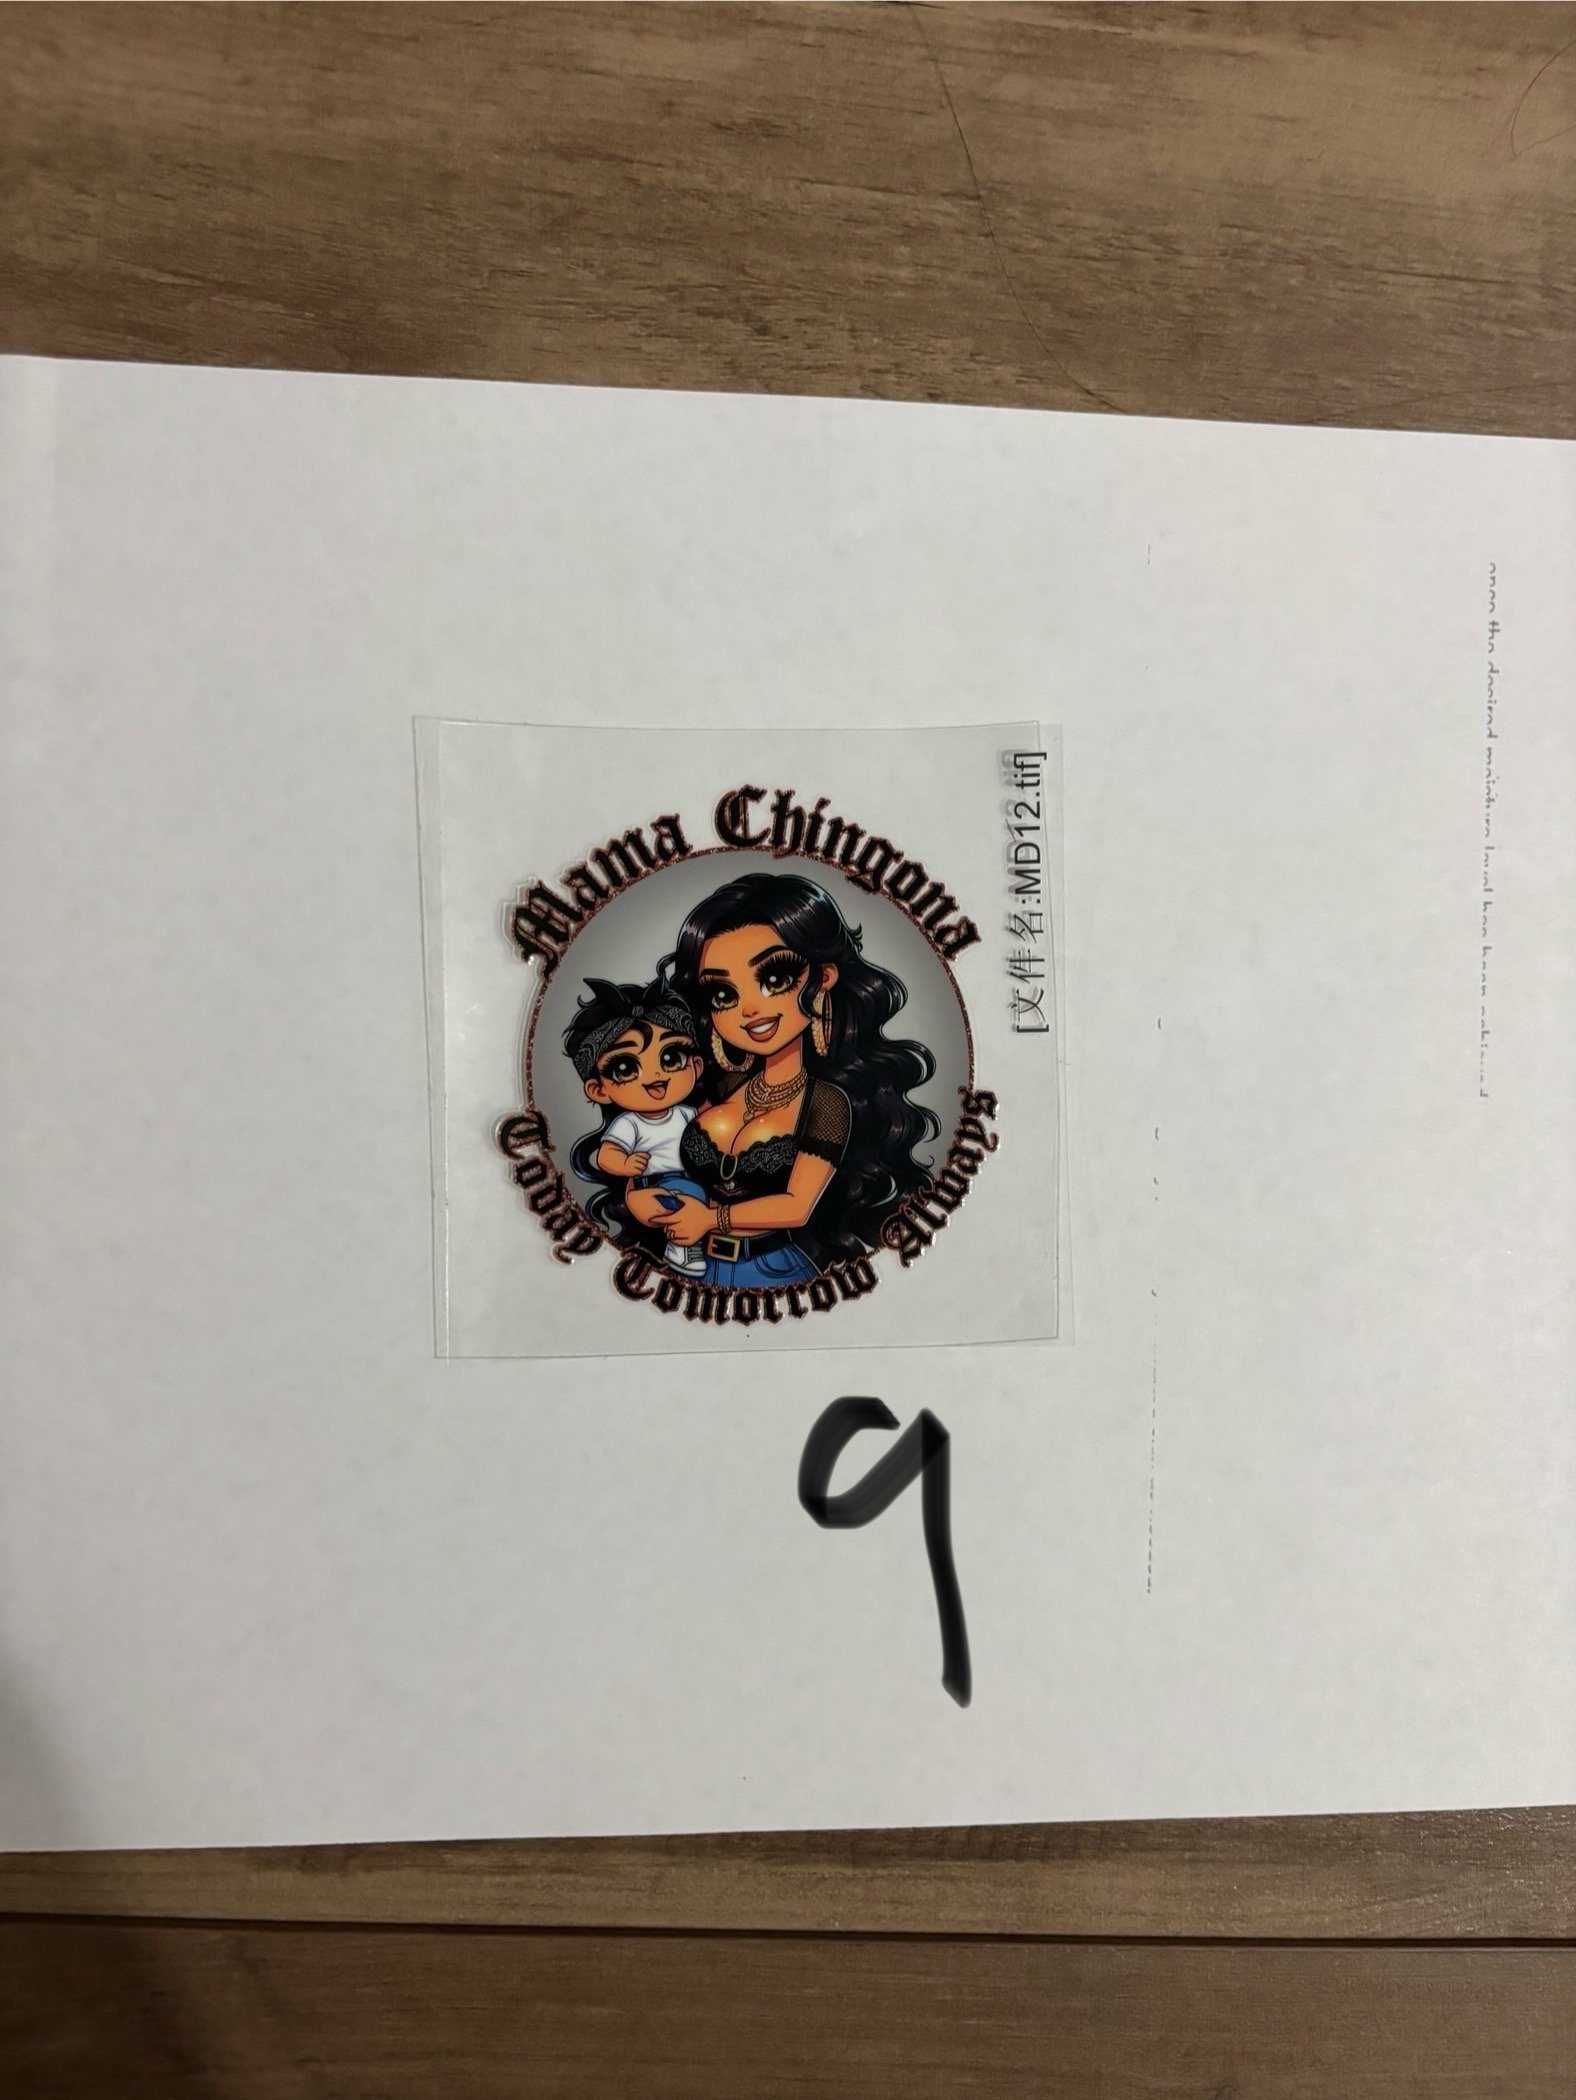 Mama Chingona
Today Tomorrow Always
[文件名:MD12.tif]
9